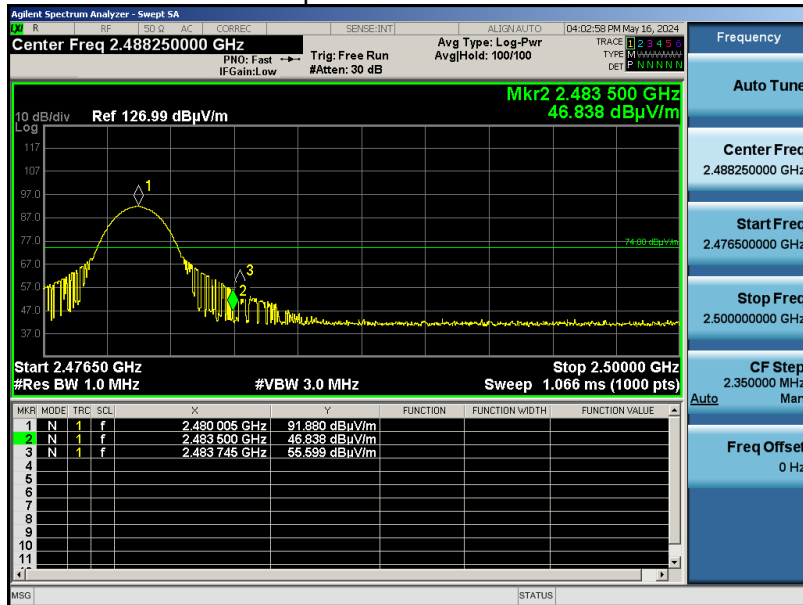 Agilent Spectrum Analyzer - Swept SA
LXI R RF 50 Ω AC CORREC SENSE:INT ALIGNAUTO 04:02:58 PM May 16, 2024
Center Freq 2.488250000 GHz
PNO: Fast
IFGain:Low
Trig: Free Run
#Atten: 30 dB
Avg Type: Log-Pwr
Avg|Hold: 100/100
TRACE 1 2 3 4 5 6
TYPE M
DET P N N N N N
Mkr2 2.483 500 GHz
46.838 dBµV/m
10 dB/div Ref 126.99 dBµV/m
Log
117
107
97.0
87.0
77.0
67.0
57.0
47.0
37.0
1
2
3
74.00 dBµV/m
Start 2.47650 GHz Stop 2.50000 GHz
#Res BW 1.0 MHz #VBW 3.0 MHz Sweep 1.066 ms (1000 pts)
MKR MODE TRC SCL X Y FUNCTION FUNCTION WIDTH FUNCTION VALUE
1 N 1 f 2.480 005 GHz 91.880 dBµV/m
2 N 1 f 2.483 500 GHz 46.838 dBµV/m
3 N 1 f 2.483 745 GHz 55.599 dBµV/m
4
5
6
7
8
9
10
11
MSG STATUS
Frequency
Auto Tune
Center Freq
2.488250000 GHz
Start Freq
2.476500000 GHz
Stop Freq
2.500000000 GHz
CF Step
2.350000 MHz
Auto Man
Freq Offset
0 Hz